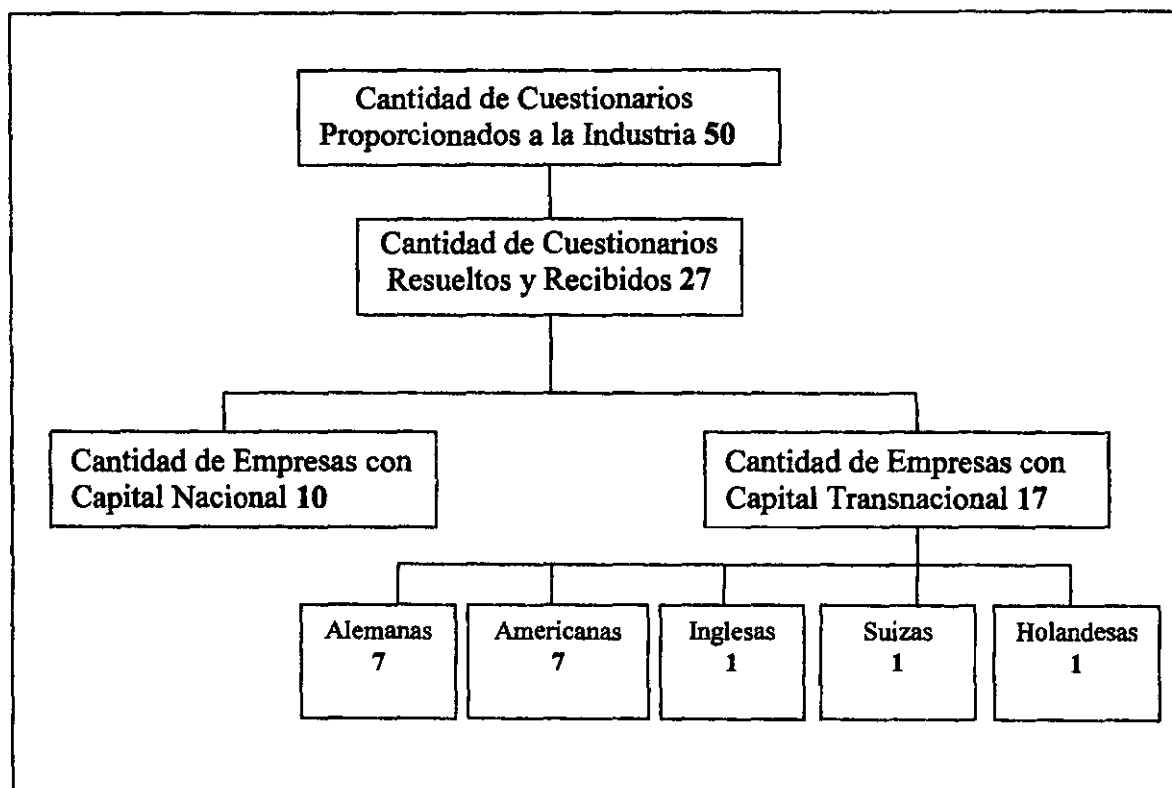 Cantidad de Cuestionarios
Proporcionados a la Industria 50
Cantidad de Cuestionarios
Resueltos y Recibidos 27
Cantidad de Empresas con
Capital Nacional 10
Cantidad de Empresas con
Capital Transnacional 17
Alemanas
7
Americanas
7
Inglesas
1
Suizas
1
Holandesas
1